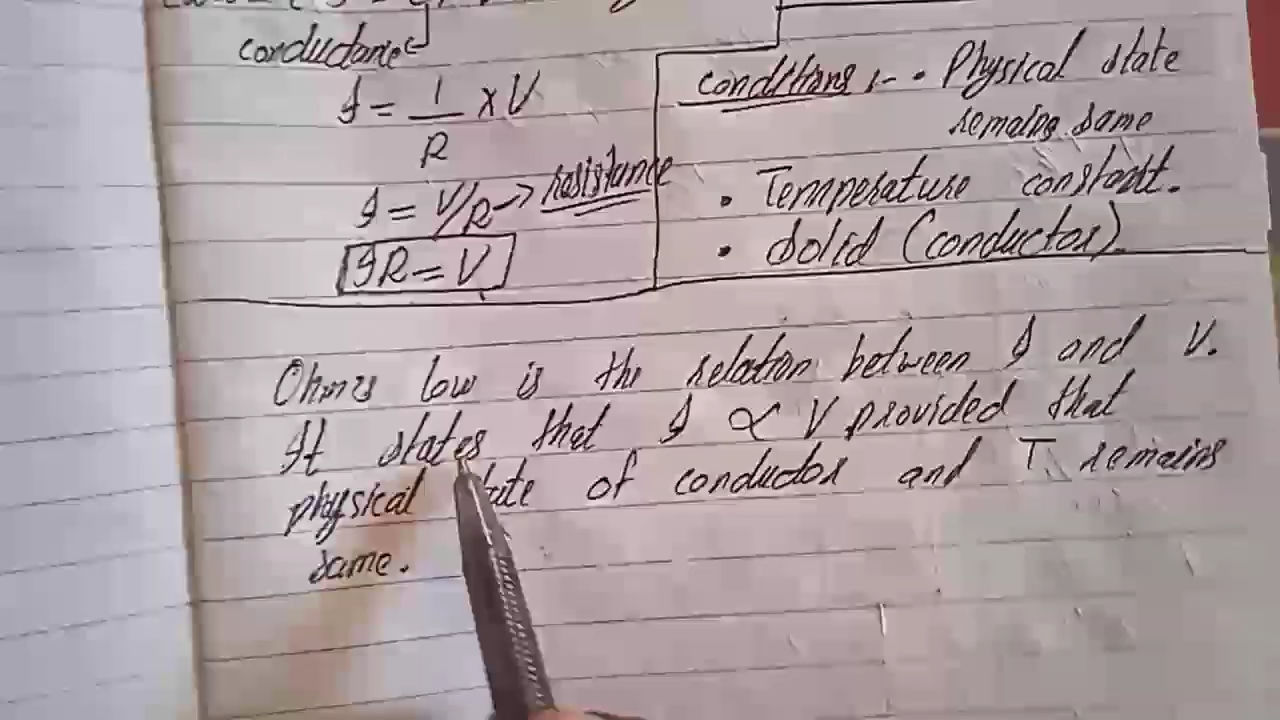 conductance
I = 1/R × V
I = V/R → resistance
IR = V
conditions :- • Physical state
remains same
• Temperature constant.
• Solid (conductor)
Ohms low is the relation between I and V.
It states that I ∝ V provided that
physical state of conductor and T remains
same.